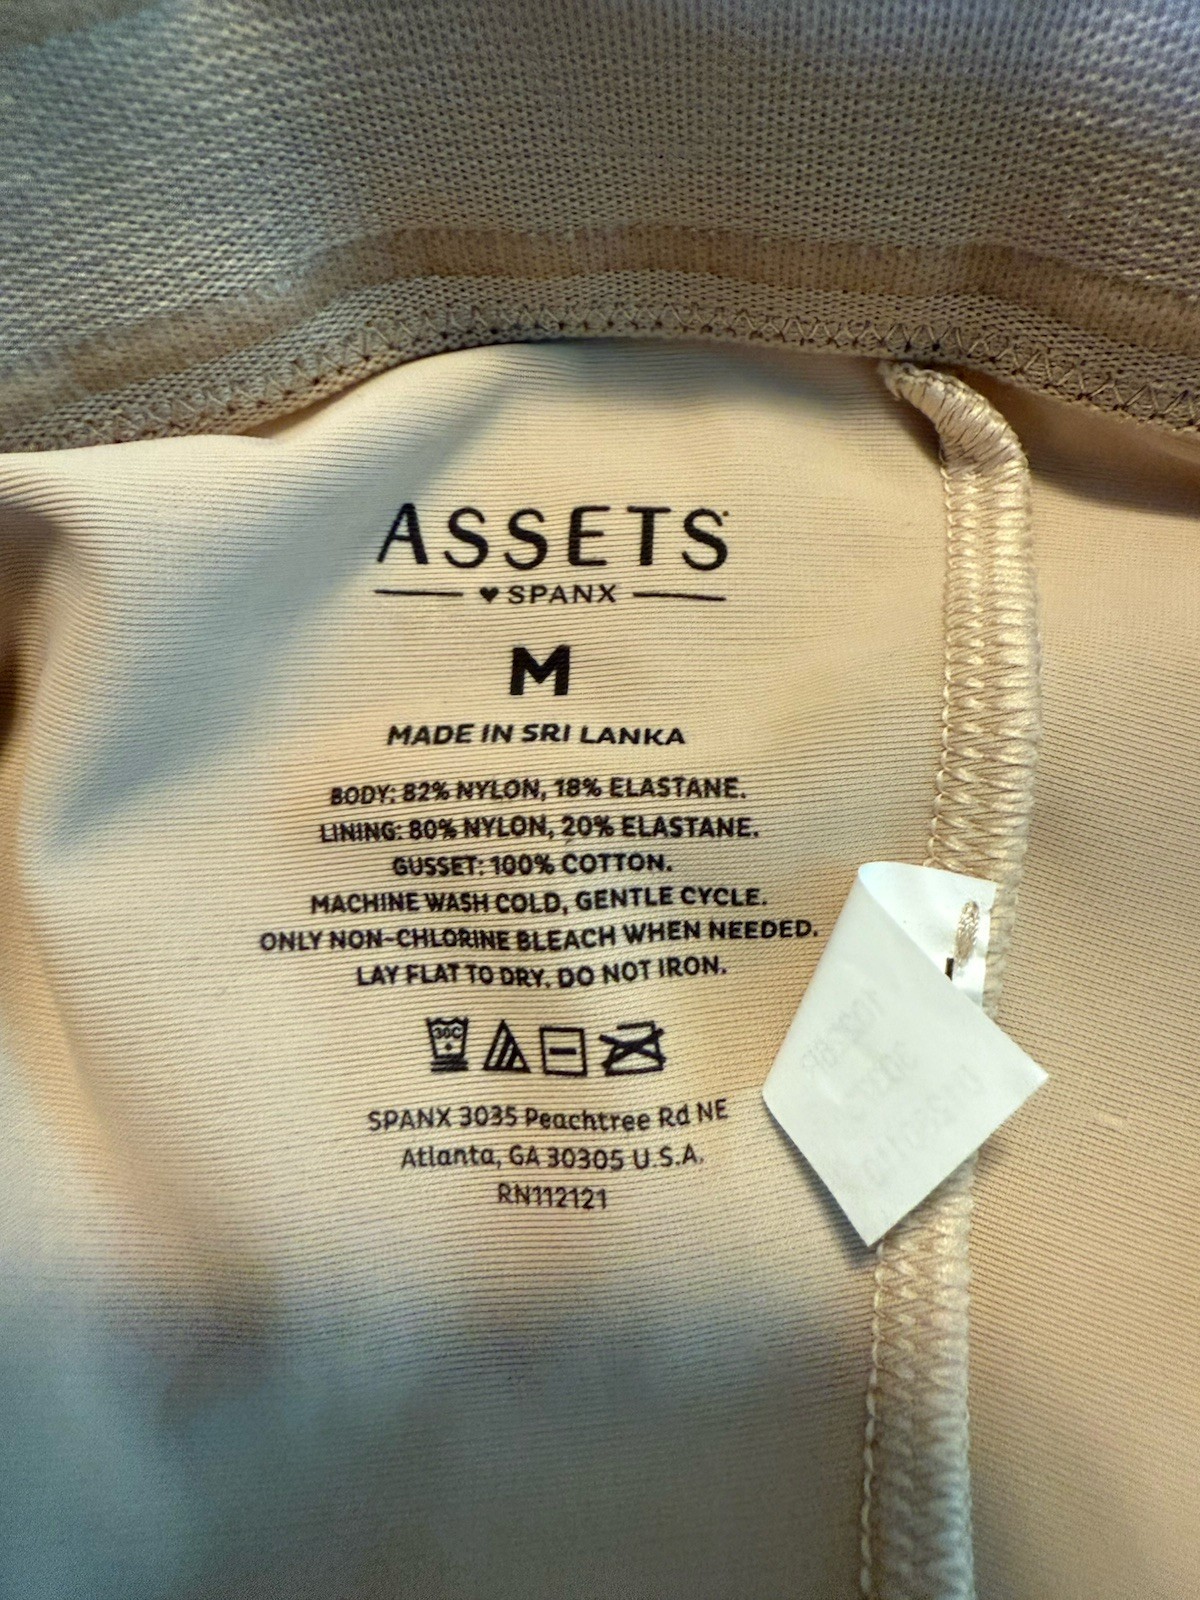 ASSETS
♥ SPANX
M
MADE IN SRI LANKA
BODY: 82% NYLON, 18% ELASTANE.
LINING: 80% NYLON, 20% ELASTANE.
GUSSET: 100% COTTON.
MACHINE WASH COLD, GENTLE CYCLE.
ONLY NON-CHLORINE BLEACH WHEN NEEDED.
LAY FLAT TO DRY. DO NOT IRON.
30C
SPANX 3035 Peachtree Rd NE
Atlanta, GA 30305 U.S.A.
RN112121